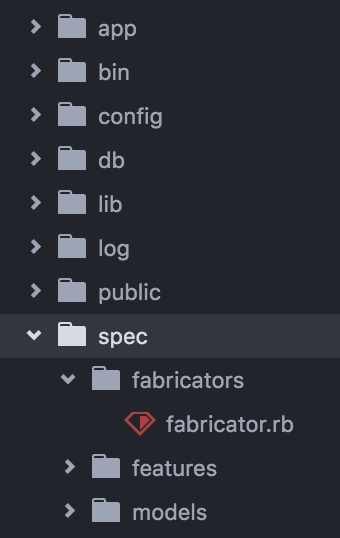 app
bin
config
db
lib
log
public
spec
fabricators
fabricator.rb
features
models